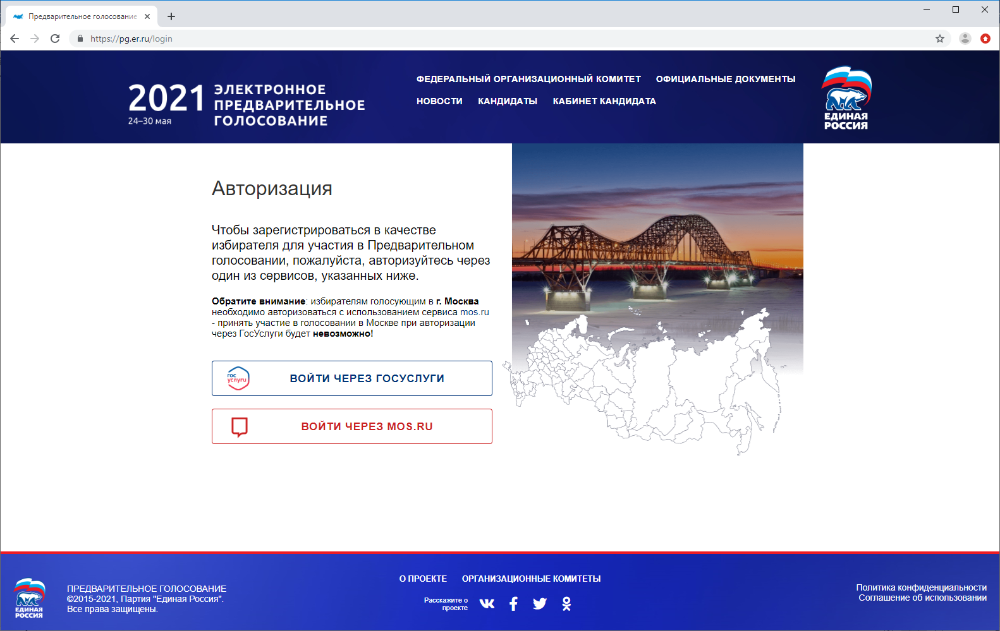 Предварительное голосование
https://pg.er.ru/login
2021
24–30 мая
ЭЛЕКТРОННОЕ
ПРЕДВАРИТЕЛЬНОЕ
ГОЛОСОВАНИЕ
ФЕДЕРАЛЬНЫЙ ОРГАНИЗАЦИОННЫЙ КОМИТЕТ ОФИЦИАЛЬНЫЕ ДОКУМЕНТЫ
НОВОСТИ КАНДИДАТЫ КАБИНЕТ КАНДИДАТА
ЕДИНАЯ
РОССИЯ
Авторизация
Чтобы зарегистрироваться в качестве
избирателя для участия в Предварительном
голосовании, пожалуйста, авторизуйтесь через
один из сервисов, указанных ниже.
Обратите внимание: избирателям голосующим в г. Москва
необходимо авторизоваться с использованием сервиса mos.ru
- принять участие в голосовании в Москве при авторизации
через ГосУслуги будет невозможно!
гос
услуги
ВОЙТИ ЧЕРЕЗ ГОСУСЛУГИ
ВОЙТИ ЧЕРЕЗ MOS.RU
ЕДИНАЯ
РОССИЯ
ПРЕДВАРИТЕЛЬНОЕ ГОЛОСОВАНИЕ
©2015-2021, Партия "Единая Россия".
Все права защищены.
О ПРОЕКТЕ ОРГАНИЗАЦИОННЫЕ КОМИТЕТЫ
Расскажите о
проекте
Политика конфиденциальности
Соглашение об использовании